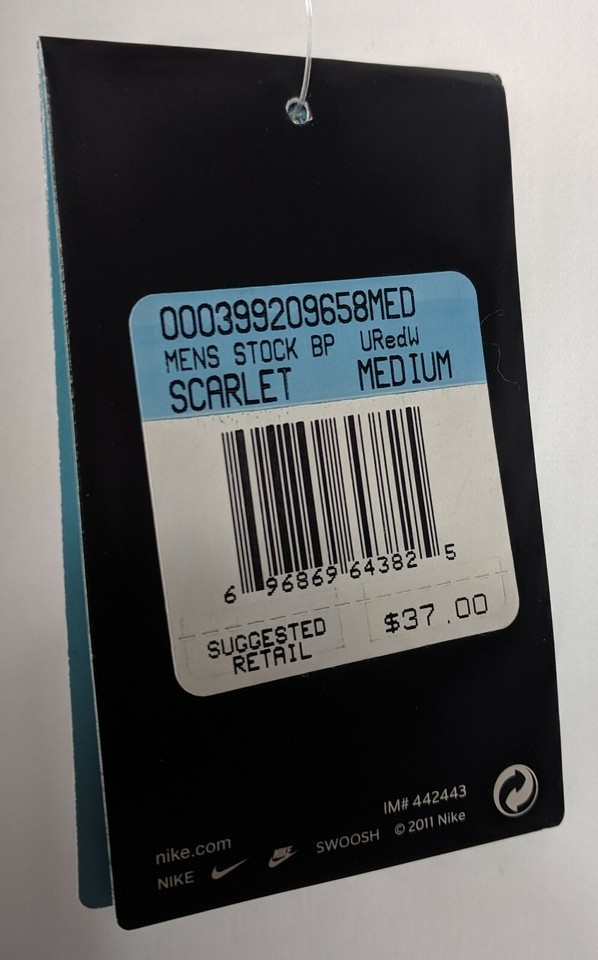 000399209658MED
MENS STOCK BP URedW
SCARLET MEDIUM
6 96869 64382 5
SUGGESTED
RETAIL
$37.00
IM# 442443
nike.com
NIKE SWOOSH © 2011 Nike